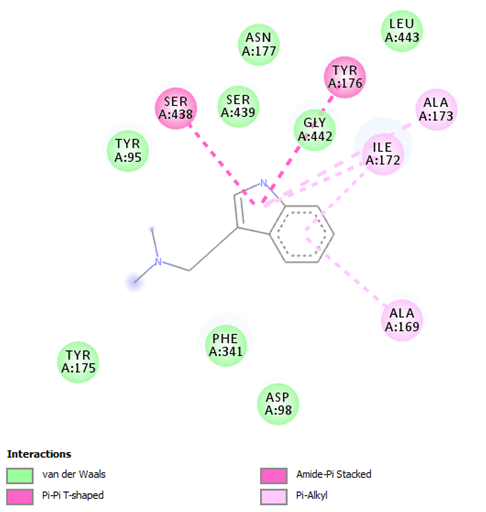 LEU
A:443
ASN
A:177
TYR
A:176
SER
A:438
SER
A:439
ALA
A:173
GLY
A:442
TYR
A:95
ILE
A:172
N
N
ALA
A:169
PHE
A:341
TYR
A:175
ASP
A:98
Interactions
van der Waals
Amide-Pi Stacked
Pi-Pi T-shaped
Pi-Alkyl